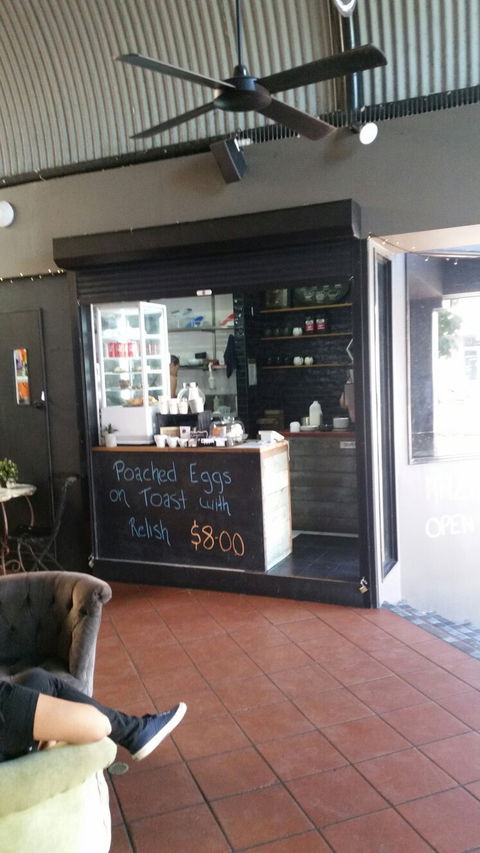 Poached Eggs
on Toast with
Relish $8.00
OPEN